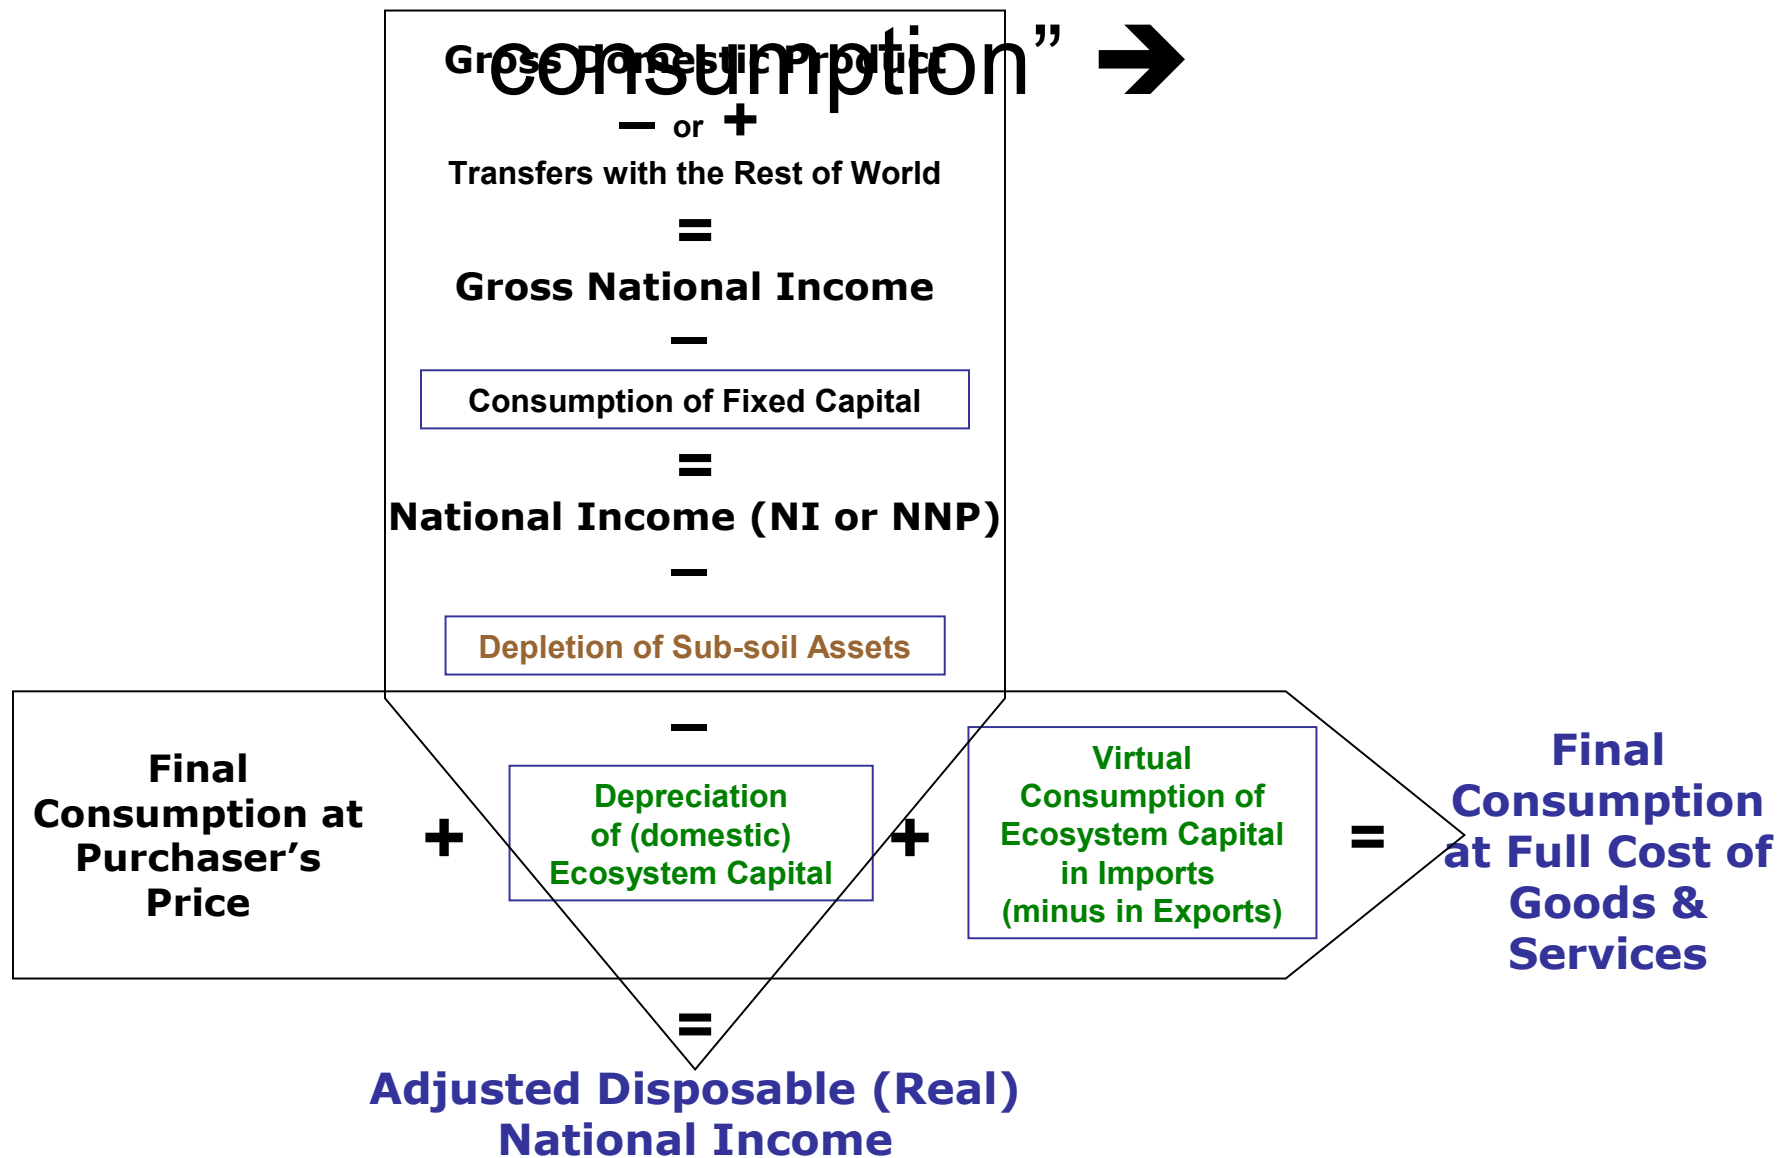 consumption” ➔
Gross Domestic Product
– or +
Transfers with the Rest of World
=
Gross National Income
–
Consumption of Fixed Capital
=
National Income (NI or NNP)
–
Depletion of Sub-soil Assets
–
Final
Consumption at
Purchaser’s
Price
+
Depreciation
of (domestic)
Ecosystem Capital
+
Virtual
Consumption of
Ecosystem Capital
in Imports
(minus in Exports)
=
Final
Consumption
at Full Cost of
Goods &
Services
=
Adjusted Disposable (Real)
National Income